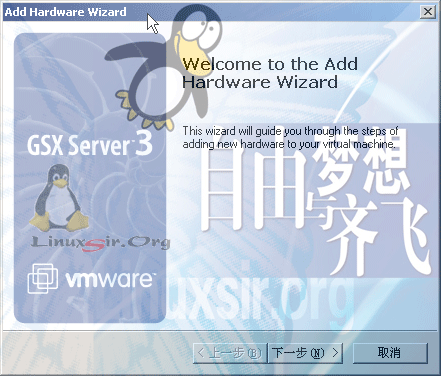 Add Hardware Wizard
Welcome to the Add
Hardware Wizard
This wizard will guide you through the steps of
adding new hardware to your virtual machine.
GSX Server 3
自由与梦想
齐飞
LinuxSir.Org
vmware
linuxsir.org
< 上一步(B)
下一步(N) >
取消